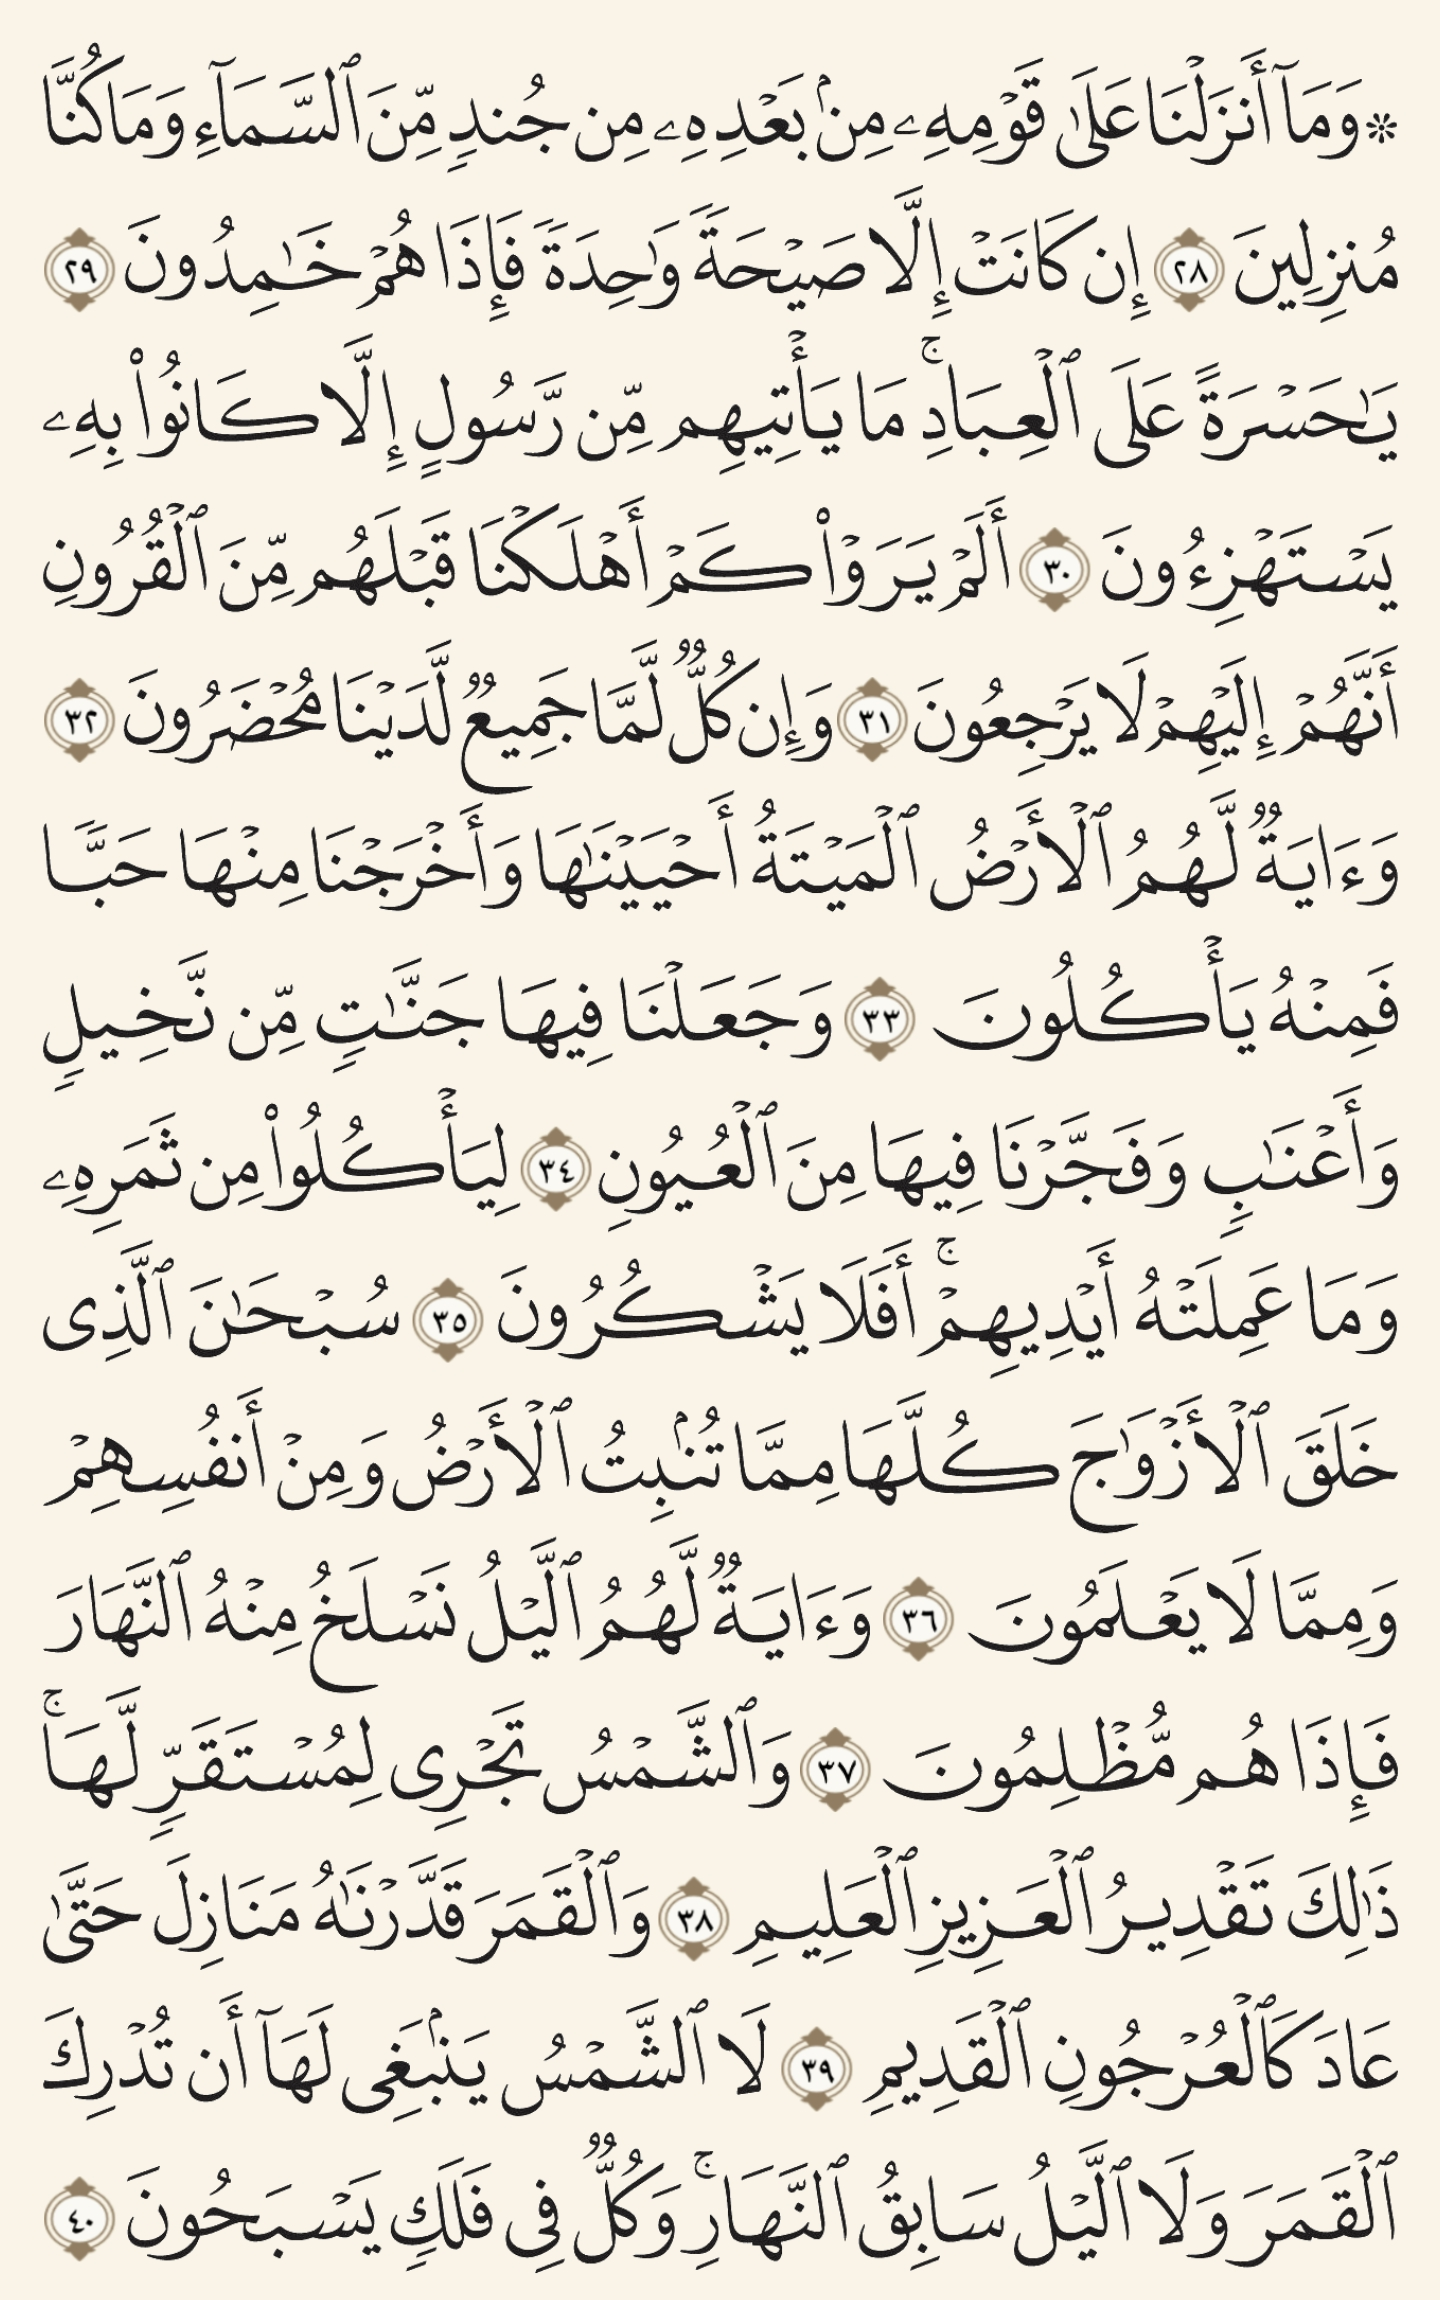 ۞ وَمَآ أَنزَلْنَا عَلَىٰ قَوْمِهِۦ مِنۢ بَعْدِهِۦ مِن جُندٍ مِّنَ ٱلسَّمَآءِ وَمَا كُنَّا
مُنزِلِينَ ٢٨ إِن كَانَتْ إِلَّا صَيْحَةً وَٰحِدَةً فَإِذَا هُمْ خَـٰمِدُونَ ٢٩
يَـٰحَسْرَةً عَلَى ٱلْعِبَادِ ۚ مَا يَأْتِيهِم مِّن رَّسُولٍ إِلَّا كَانُوا۟ بِهِۦ
يَسْتَهْزِءُونَ ٣٠ أَلَمْ يَرَوْا۟ كَمْ أَهْلَكْنَا قَبْلَهُم مِّنَ ٱلْقُرُونِ
أَنَّهُمْ إِلَيْهِمْ لَا يَرْجِعُونَ ٣١ وَإِن كُلٌّ لَّمَّا جَمِيعٌ لَّدَيْنَا مُحْضَرُونَ ٣٢
وَءَايَةٌ لَّهُمُ ٱلْأَرْضُ ٱلْمَيْتَةُ أَحْيَيْنَـٰهَا وَأَخْرَجْنَا مِنْهَا حَبًّا
فَمِنْهُ يَأْكُلُونَ ٣٣ وَجَعَلْنَا فِيهَا جَنَّـٰتٍ مِّن نَّخِيلٍ
وَأَعْنَـٰبٍ وَفَجَّرْنَا فِيهَا مِنَ ٱلْعُيُونِ ٣٤ لِيَأْكُلُوا۟ مِن ثَمَرِهِۦ
وَمَا عَمِلَتْهُ أَيْدِيهِمْ ۚ أَفَلَا يَشْكُرُونَ ٣٥ سُبْحَـٰنَ ٱلَّذِى
خَلَقَ ٱلْأَزْوَٰجَ كُلَّهَا مِمَّا تُنۢبِتُ ٱلْأَرْضُ وَمِنْ أَنفُسِهِمْ
وَمِمَّا لَا يَعْلَمُونَ ٣٦ وَءَايَةٌ لَّهُمُ ٱلَّيْلُ نَسْلَخُ مِنْهُ ٱلنَّهَارَ
فَإِذَا هُم مُّظْلِمُونَ ٣٧ وَٱلشَّمْسُ تَجْرِى لِمُسْتَقَرٍّ لَّهَا ۚ
ذَٰلِكَ تَقْدِيرُ ٱلْعَزِيزِ ٱلْعَلِيمِ ٣٨ وَٱلْقَمَرَ قَدَّرْنَـٰهُ مَنَازِلَ حَتَّىٰ
عَادَ كَٱلْعُرْجُونِ ٱلْقَدِيمِ ٣٩ لَا ٱلشَّمْسُ يَنۢبَغِى لَهَآ أَن تُدْرِكَ
ٱلْقَمَرَ وَلَا ٱلَّيْلُ سَابِقُ ٱلنَّهَارِ ۚ وَكُلٌّ فِى فَلَكٍ يَسْبَحُونَ ٤٠